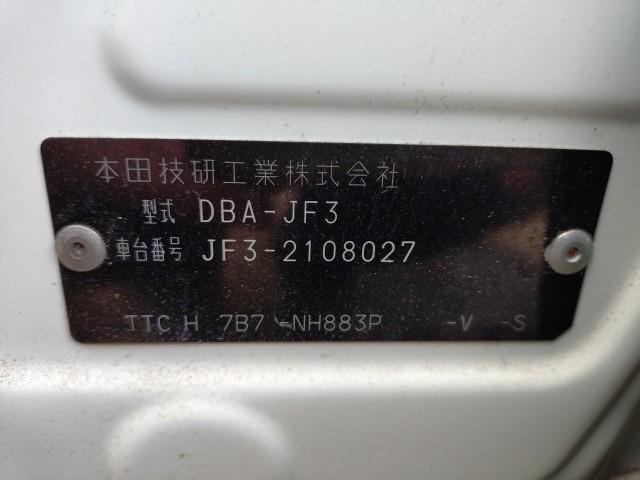 本田技研工業株式会社
型式 DBA-JF3
車台番号 JF3-2108027
TTC H 7B7 -NH883P -V -S